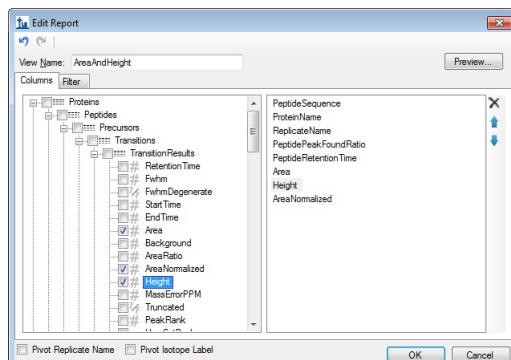 Edit Report
View Name: AreaAndHeight
Preview...
Columns
Filter
Proteins
Peptides
Precursors
Transitions
TransitionResults
RetentionTime
Fwhm
FwhmDegenerate
StartTime
EndTime
Area
Background
AreaRatio
AreaNormalized
Height
MassErrorPPM
Truncated
PeakRank
PeptideSequence
ProteinName
ReplicateName
PeptidePeakFoundRatio
PeptideRetentionTime
Area
Height
AreaNormalized
Pivot Replicate Name
Pivot Isotope Label
OK
Cancel